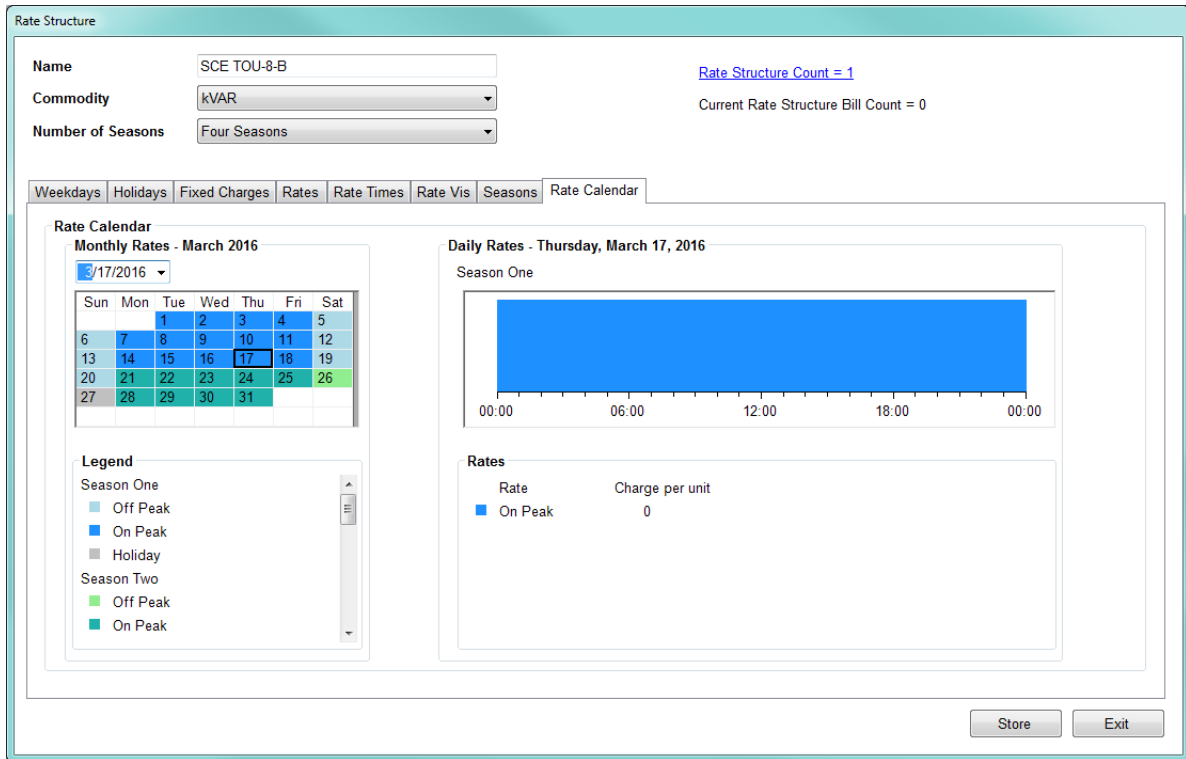 Rate Structure
Name SCE TOU-8-B
Rate Structure Count = 1
Commodity kVAR
Current Rate Structure Bill Count = 0
Number of Seasons Four Seasons
Weekdays Holidays Fixed Charges Rates Rate Times Rate Vis Seasons Rate Calendar
Rate Calendar
Monthly Rates - March 2016
3/17/2016
Sun Mon Tue Wed Thu Fri Sat
1 2 3 4 5
6 7 8 9 10 11 12
13 14 15 16 17 18 19
20 21 22 23 24 25 26
27 28 29 30 31
Legend
Season One
Off Peak
On Peak
Holiday
Season Two
Off Peak
On Peak
Daily Rates - Thursday, March 17, 2016
Season One
00:00 06:00 12:00 18:00 00:00
Rates
Rate Charge per unit
On Peak 0
Store Exit